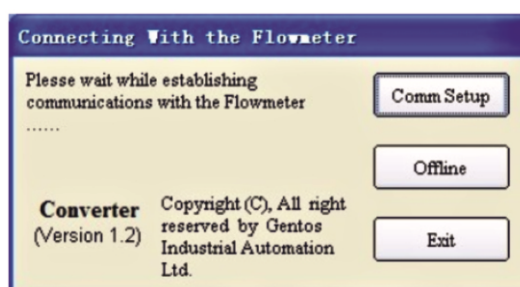 Connecting With the Flowmeter
Plesse wait while establishing
communications with the Flowmeter
......
Comm Setup
Offline
Exit
Converter
(Version 1.2)
Copyright (C), All right
reserved by Gentos
Industrial Automation
Ltd.